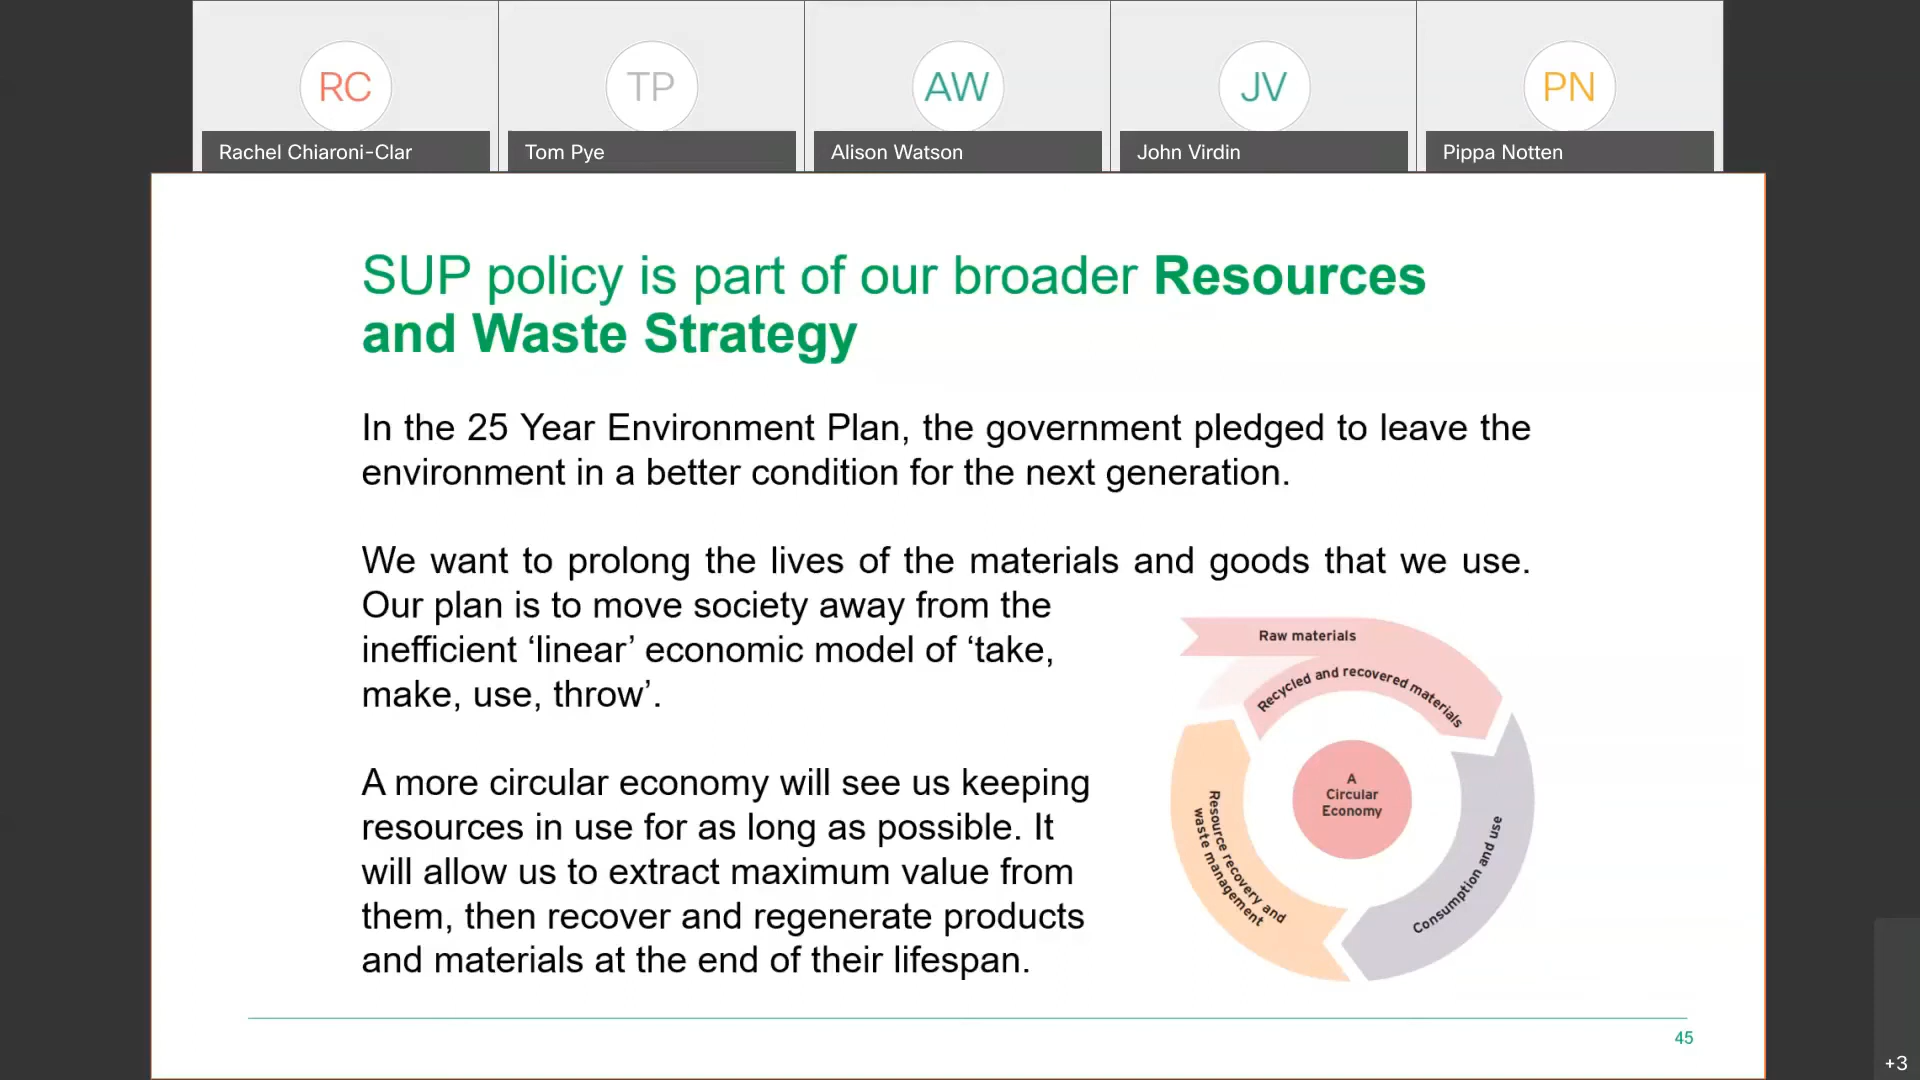 RC
TP
AW
JV
PN
Rachel Chiaroni-Clar
Tom Pye
Alison Watson
John Virdin
Pippa Notten
SUP policy is part of our broader Resources
and Waste Strategy
In the 25 Year Environment Plan, the government pledged to leave the
environment in a better condition for the next generation.
We want to prolong the lives of the materials and goods that we use.
Our plan is to move society away from the
inefficient ‘linear’ economic model of ‘take,
make, use, throw’.
A more circular economy will see us keeping
resources in use for as long as possible. It
will allow us to extract maximum value from
them, then recover and regenerate products
and materials at the end of their lifespan.
Raw materials
Recycled and recovered materials
A
Circular
Economy
Consumption and use
Resource recovery and
waste management
45
+3